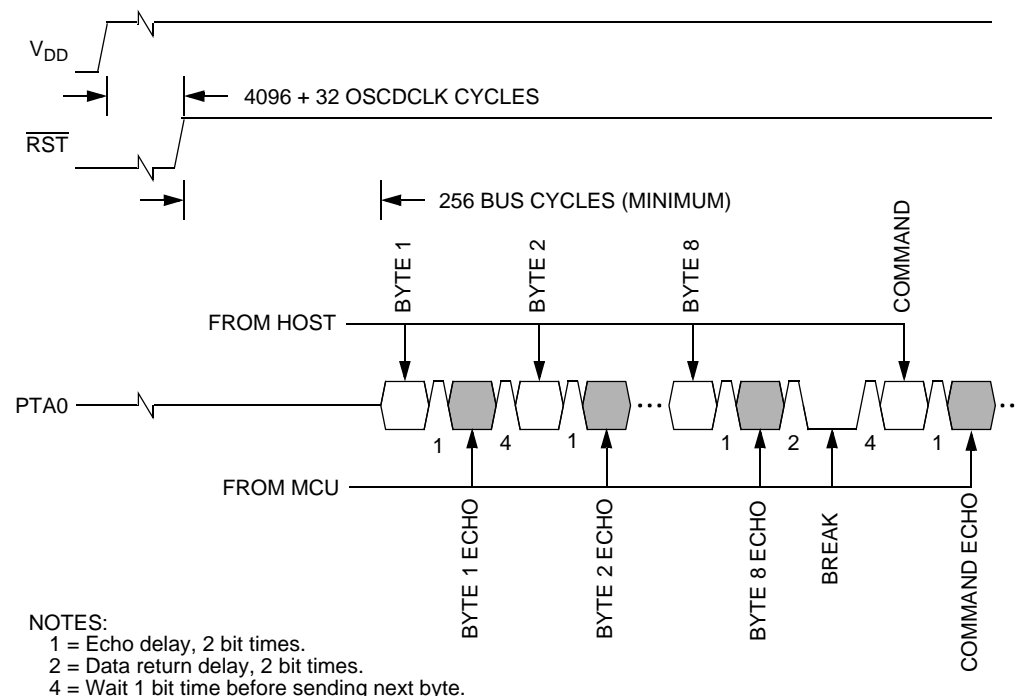 VDD
4096 + 32 OSCDCLK CYCLES
RST
256 BUS CYCLES (MINIMUM)
BYTE 1
BYTE 2
BYTE 8
COMMAND
FROM HOST
PTA0
1
4
1
1
2
4
1
FROM MCU
BYTE 1 ECHO
BYTE 2 ECHO
BYTE 8 ECHO
BREAK
COMMAND ECHO
NOTES:
1 = Echo delay, 2 bit times.
2 = Data return delay, 2 bit times.
4 = Wait 1 bit time before sending next byte.